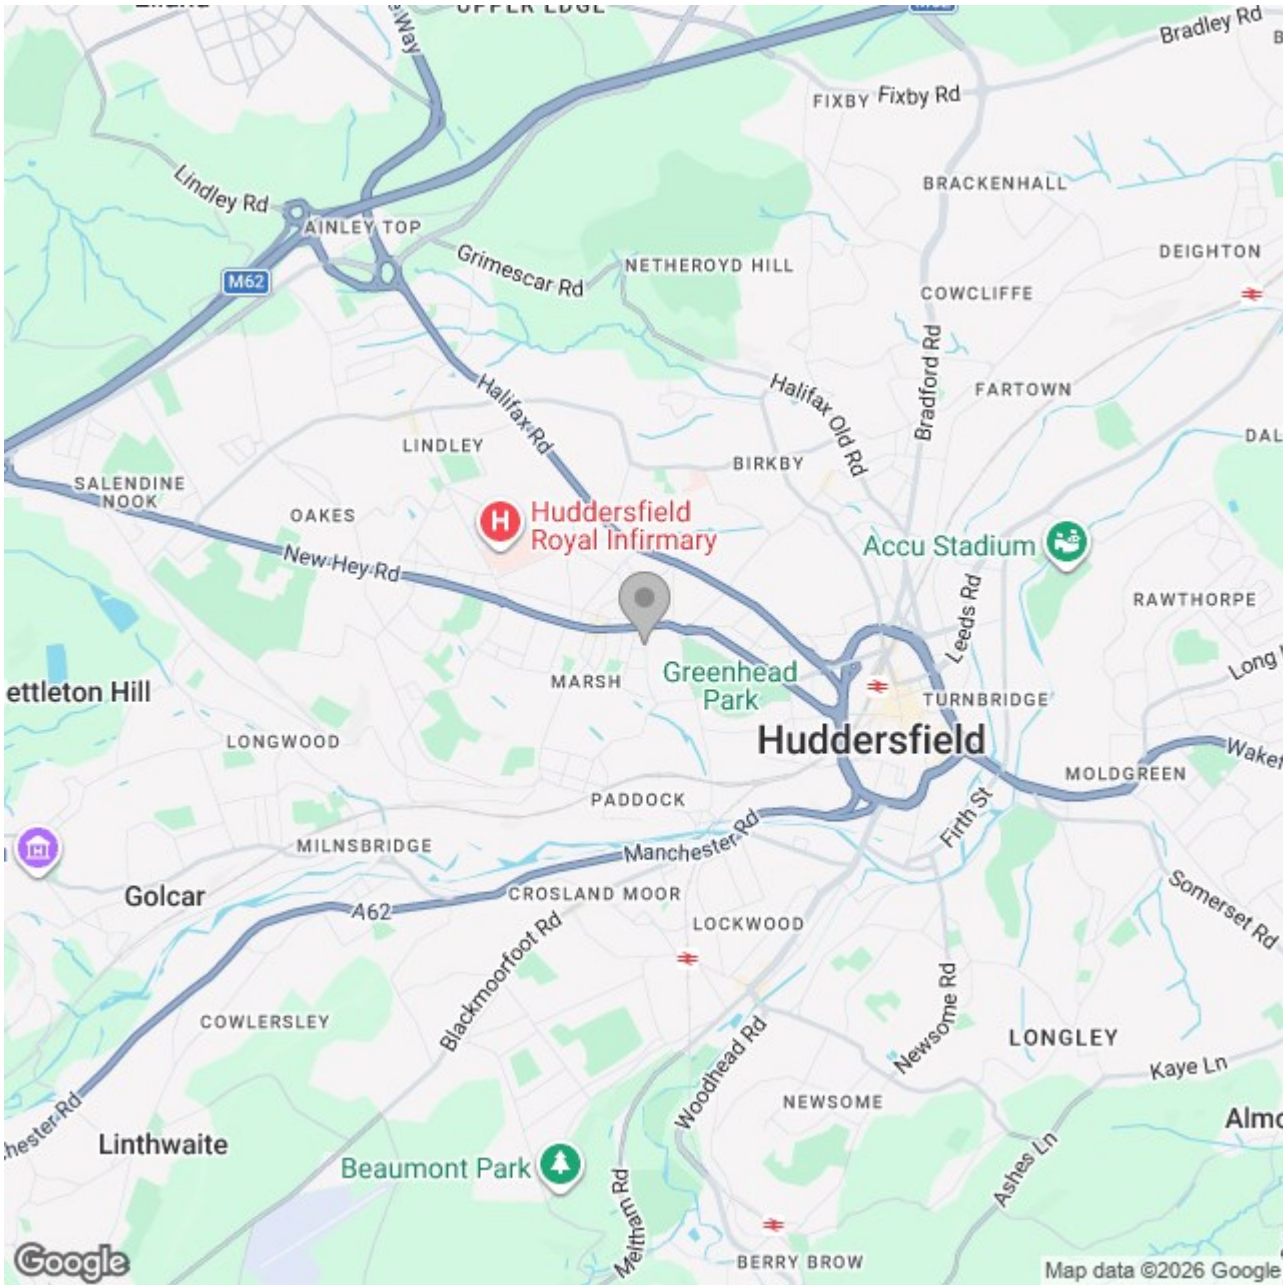 UPPER EDGE
Bradley Rd
FIXBY
Fixby Rd
Lindley Rd
BRACKENHALL
AINLEY TOP
Grimescar Rd
NETHEROYD HILL
DEIGHTON
M62
COWCLIFFE
Bradford Rd
Halifax Old Rd
FARTOWN
Halifax Rd
LINDLEY
BIRKBY
DAL
SALENDINE
NOOK
OAKES
H
Huddersfield
Royal Infirmary
Accu Stadium
New Hey Rd
Leeds Rd
RAWTHORPE
Long
MARSH
Greenhead
Park
ettleton Hill
TURNBRIDGE
LONGWOOD
Huddersfield
Wakef
MOLDGREEN
PADDOCK
Firth St
MILNSBRIDGE
Manchester Rd
Golcar
CROSLAND MOOR
Somerset Rd
A62
LOCKWOOD
Blackmoorfoot Rd
Newsome Rd
COWLERSLEY
LONGLEY
Woodhead Rd
Kaye Ln
NEWSOME
chester Rd
Almo
Linthwaite
Ashes Ln
Beaumont Park
Meltham Rd
BERRY BROW
Google
Map data ©2026 Google